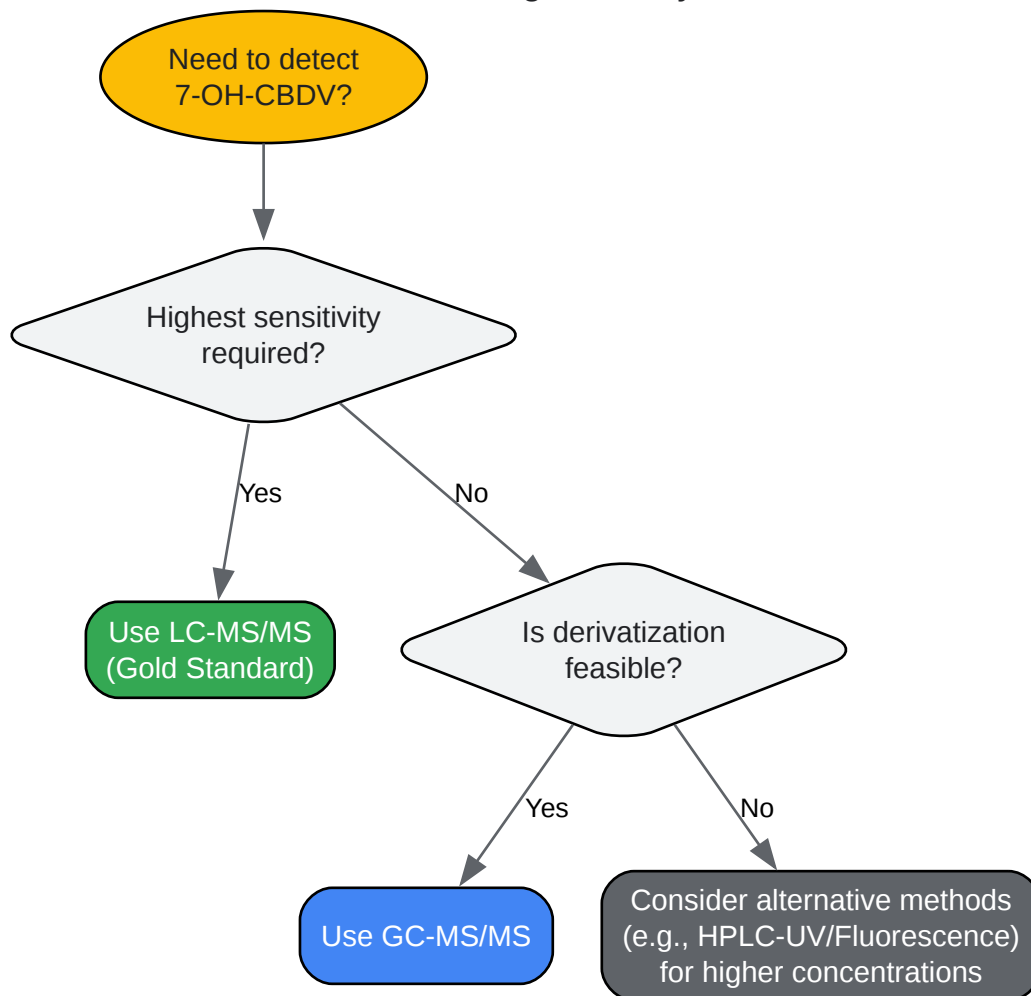 Need to detect
7-OH-CBDV?
Highest sensitivity
required?
Yes
No
Use LC-MS/MS
(Gold Standard)
Is derivatization
feasible?
Yes
No
Use GC-MS/MS
Consider alternative methods
(e.g., HPLC-UV/Fluorescence)
for higher concentrations